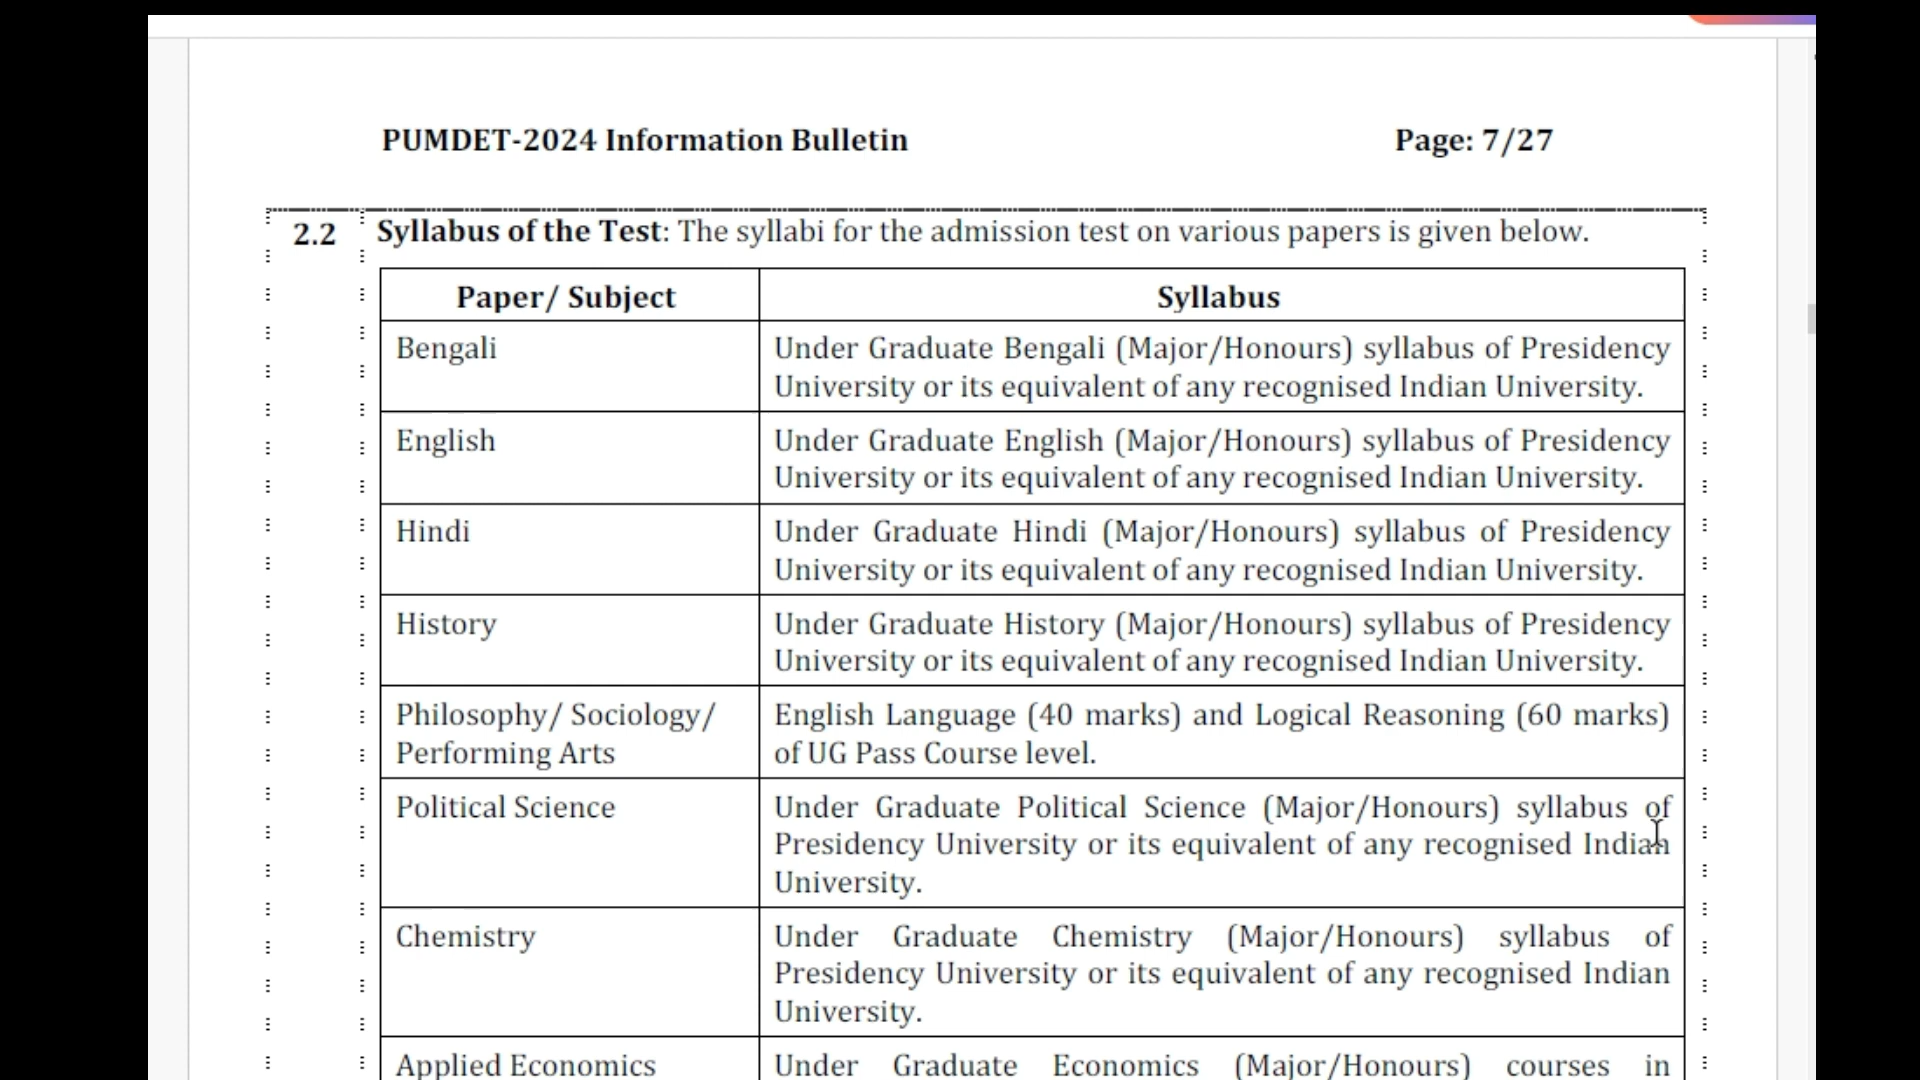 PUMDET-2024 Information Bulletin
Page: 7/27
2.2
Syllabus of the Test: The syllabi for the admission test on various papers is given below.
Paper/ Subject
Syllabus
Bengali
Under Graduate Bengali (Major/Honours) syllabus of Presidency
University or its equivalent of any recognised Indian University.
English
Under Graduate English (Major/Honours) syllabus of Presidency
University or its equivalent of any recognised Indian University.
Hindi
Under Graduate Hindi (Major/Honours) syllabus of Presidency
University or its equivalent of any recognised Indian University.
History
Under Graduate History (Major/Honours) syllabus of Presidency
University or its equivalent of any recognised Indian University.
Philosophy/ Sociology/
Performing Arts
English Language (40 marks) and Logical Reasoning (60 marks)
of UG Pass Course level.
Political Science
Under Graduate Political Science (Major/Honours) syllabus of
Presidency University or its equivalent of any recognised Indian
University.
Chemistry
Under Graduate Chemistry (Major/Honours) syllabus of
Presidency University or its equivalent of any recognised Indian
University.
Applied Economics
Under Graduate Economics (Major/Honours) courses in